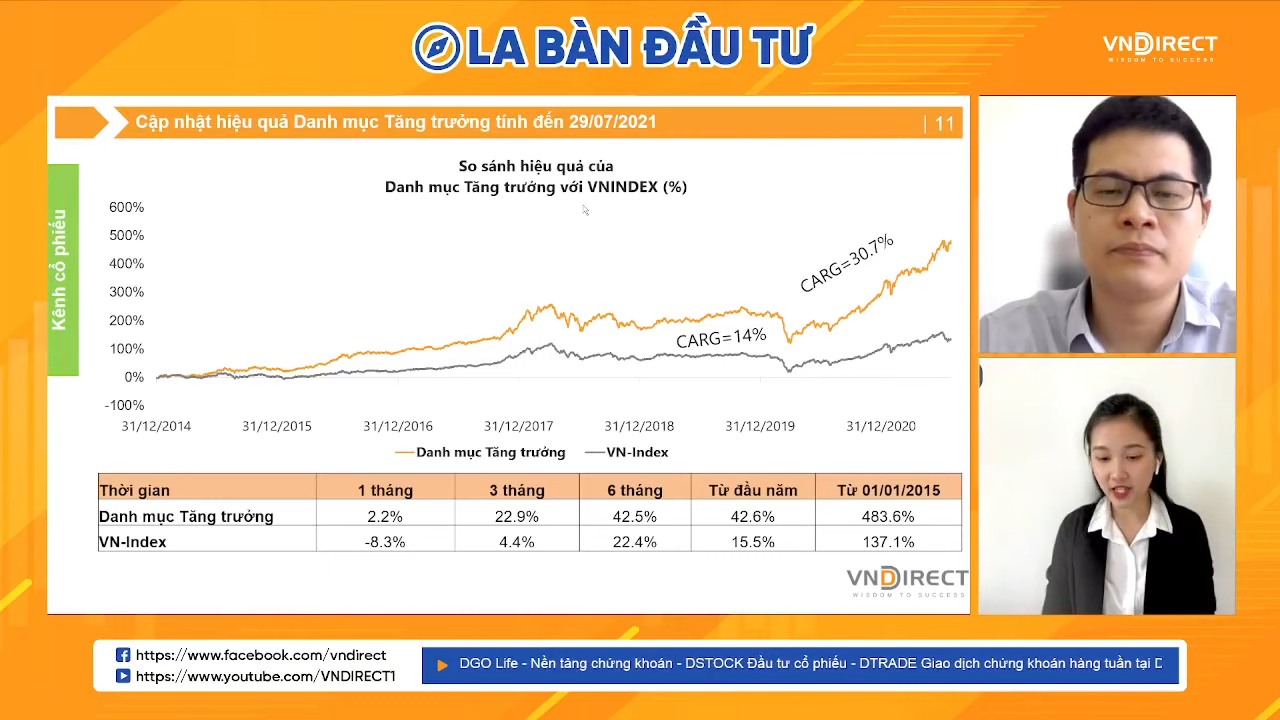 LA BÀN ĐẦU TƯ
VNDIRECT
WISDOM TO SUCCESS
Cập nhật hiệu quả Danh mục Tăng trưởng tính đến 29/07/2021
| 11
Kênh cổ phiếu
So sánh hiệu quả của
Danh mục Tăng trưởng với VNINDEX (%)
600%
500%
400%
300%
200%
100%
0%
-100%
CARG=30.7%
CARG=14%
31/12/2014 31/12/2015 31/12/2016 31/12/2017 31/12/2018 31/12/2019 31/12/2020
Danh mục Tăng trưởng VN-Index
Thời gian 1 tháng 3 tháng 6 tháng Từ đầu năm Từ 01/01/2015
Danh mục Tăng trưởng 2.2% 22.9% 42.5% 42.6% 483.6%
VN-Index -8.3% 4.4% 22.4% 15.5% 137.1%
VNDIRECT
WISDOM TO SUCCESS
https://www.facebook.com/vndirect
https://www.youtube.com/VNDIRECT1
DGO Life - Nền tảng chứng khoán - DSTOCK Đầu tư cổ phiếu - DTRADE Giao dịch chứng khoán hàng tuần tại